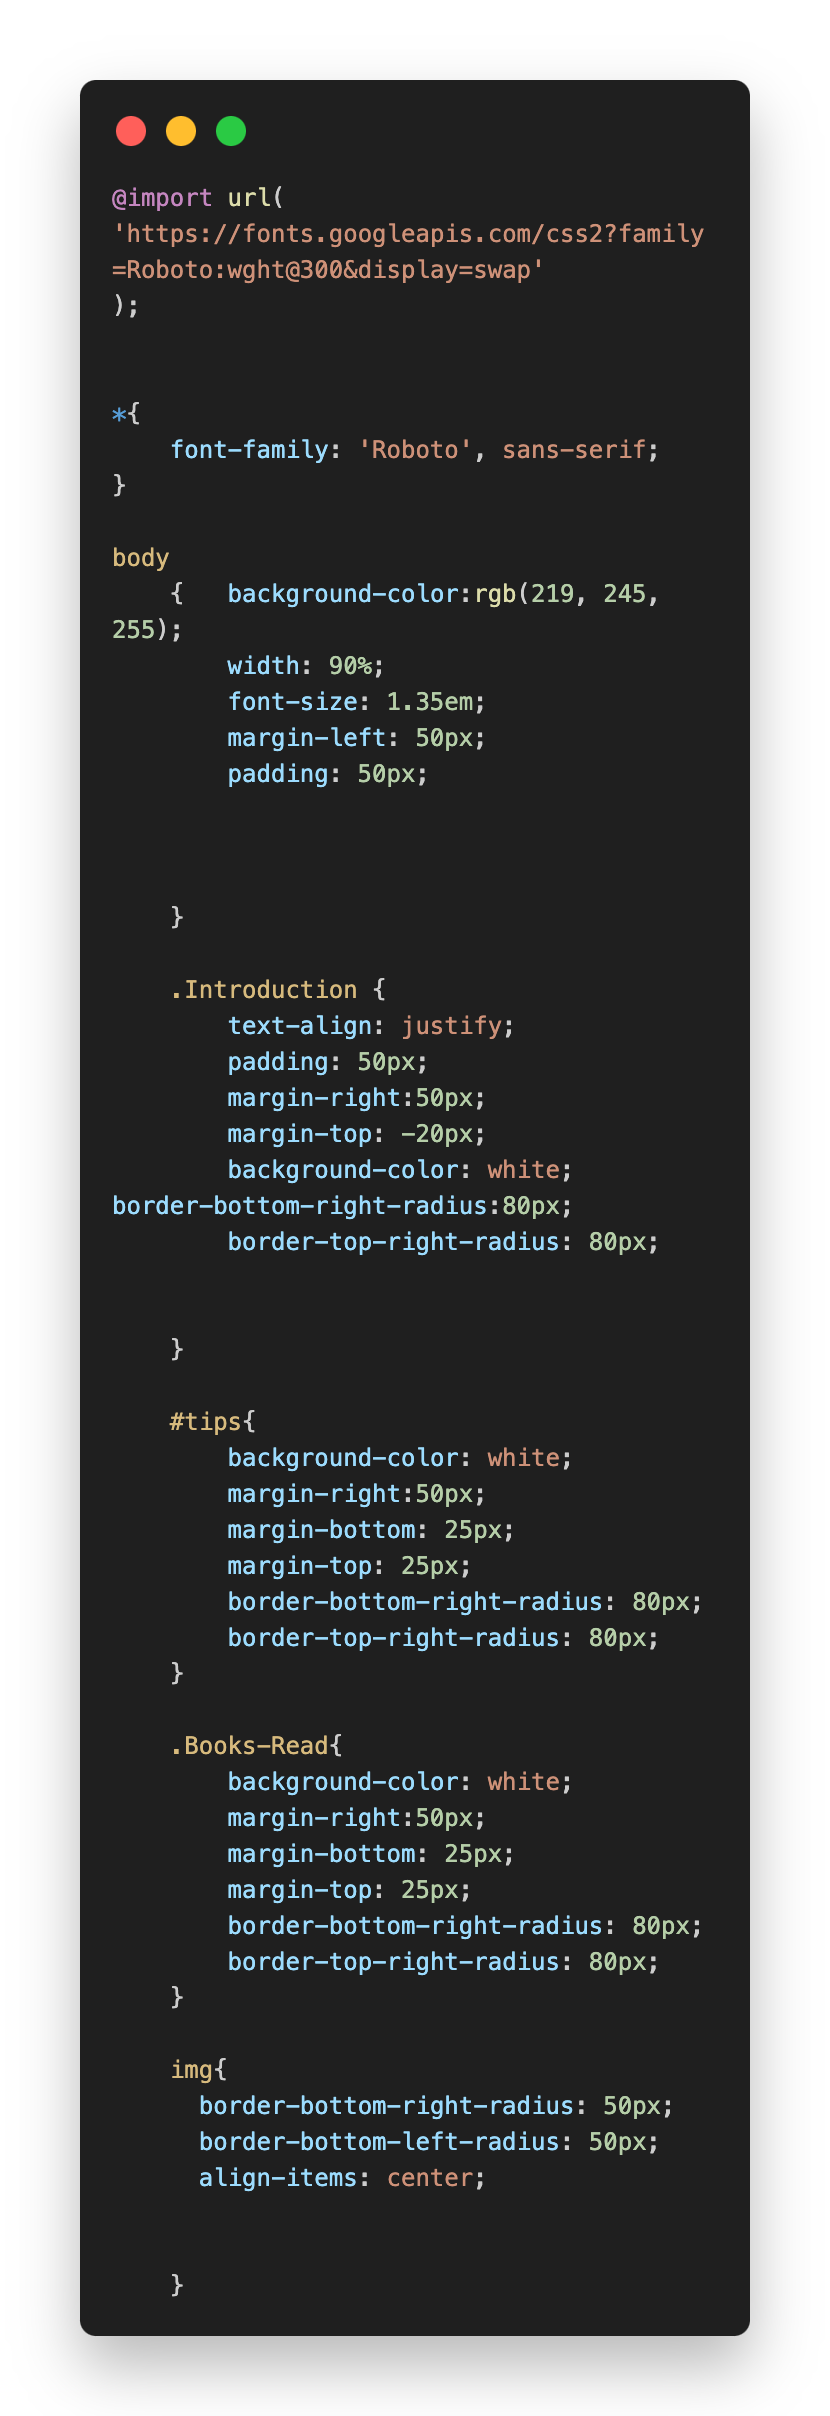 @import url(
'https://fonts.googleapis.com/css2?family
=Roboto:wght@300&display=swap'
);
*{
    font-family: 'Roboto', sans-serif;
}
body
    {   background-color:rgb(219, 245,
255);
        width: 90%;
        font-size: 1.35em;
        margin-left: 50px;
        padding: 50px;
    }
    .Introduction {
        text-align: justify;
        padding: 50px;
        margin-right:50px;
        margin-top: -20px;
        background-color: white;
border-bottom-right-radius:80px;
        border-top-right-radius: 80px;
    }
    #tips{
        background-color: white;
        margin-right:50px;
        margin-bottom: 25px;
        margin-top: 25px;
        border-bottom-right-radius: 80px;
        border-top-right-radius: 80px;
    }
    .Books-Read{
        background-color: white;
        margin-right:50px;
        margin-bottom: 25px;
        margin-top: 25px;
        border-bottom-right-radius: 80px;
        border-top-right-radius: 80px;
    }
    img{
      border-bottom-right-radius: 50px;
      border-bottom-left-radius: 50px;
      align-items: center;
    }